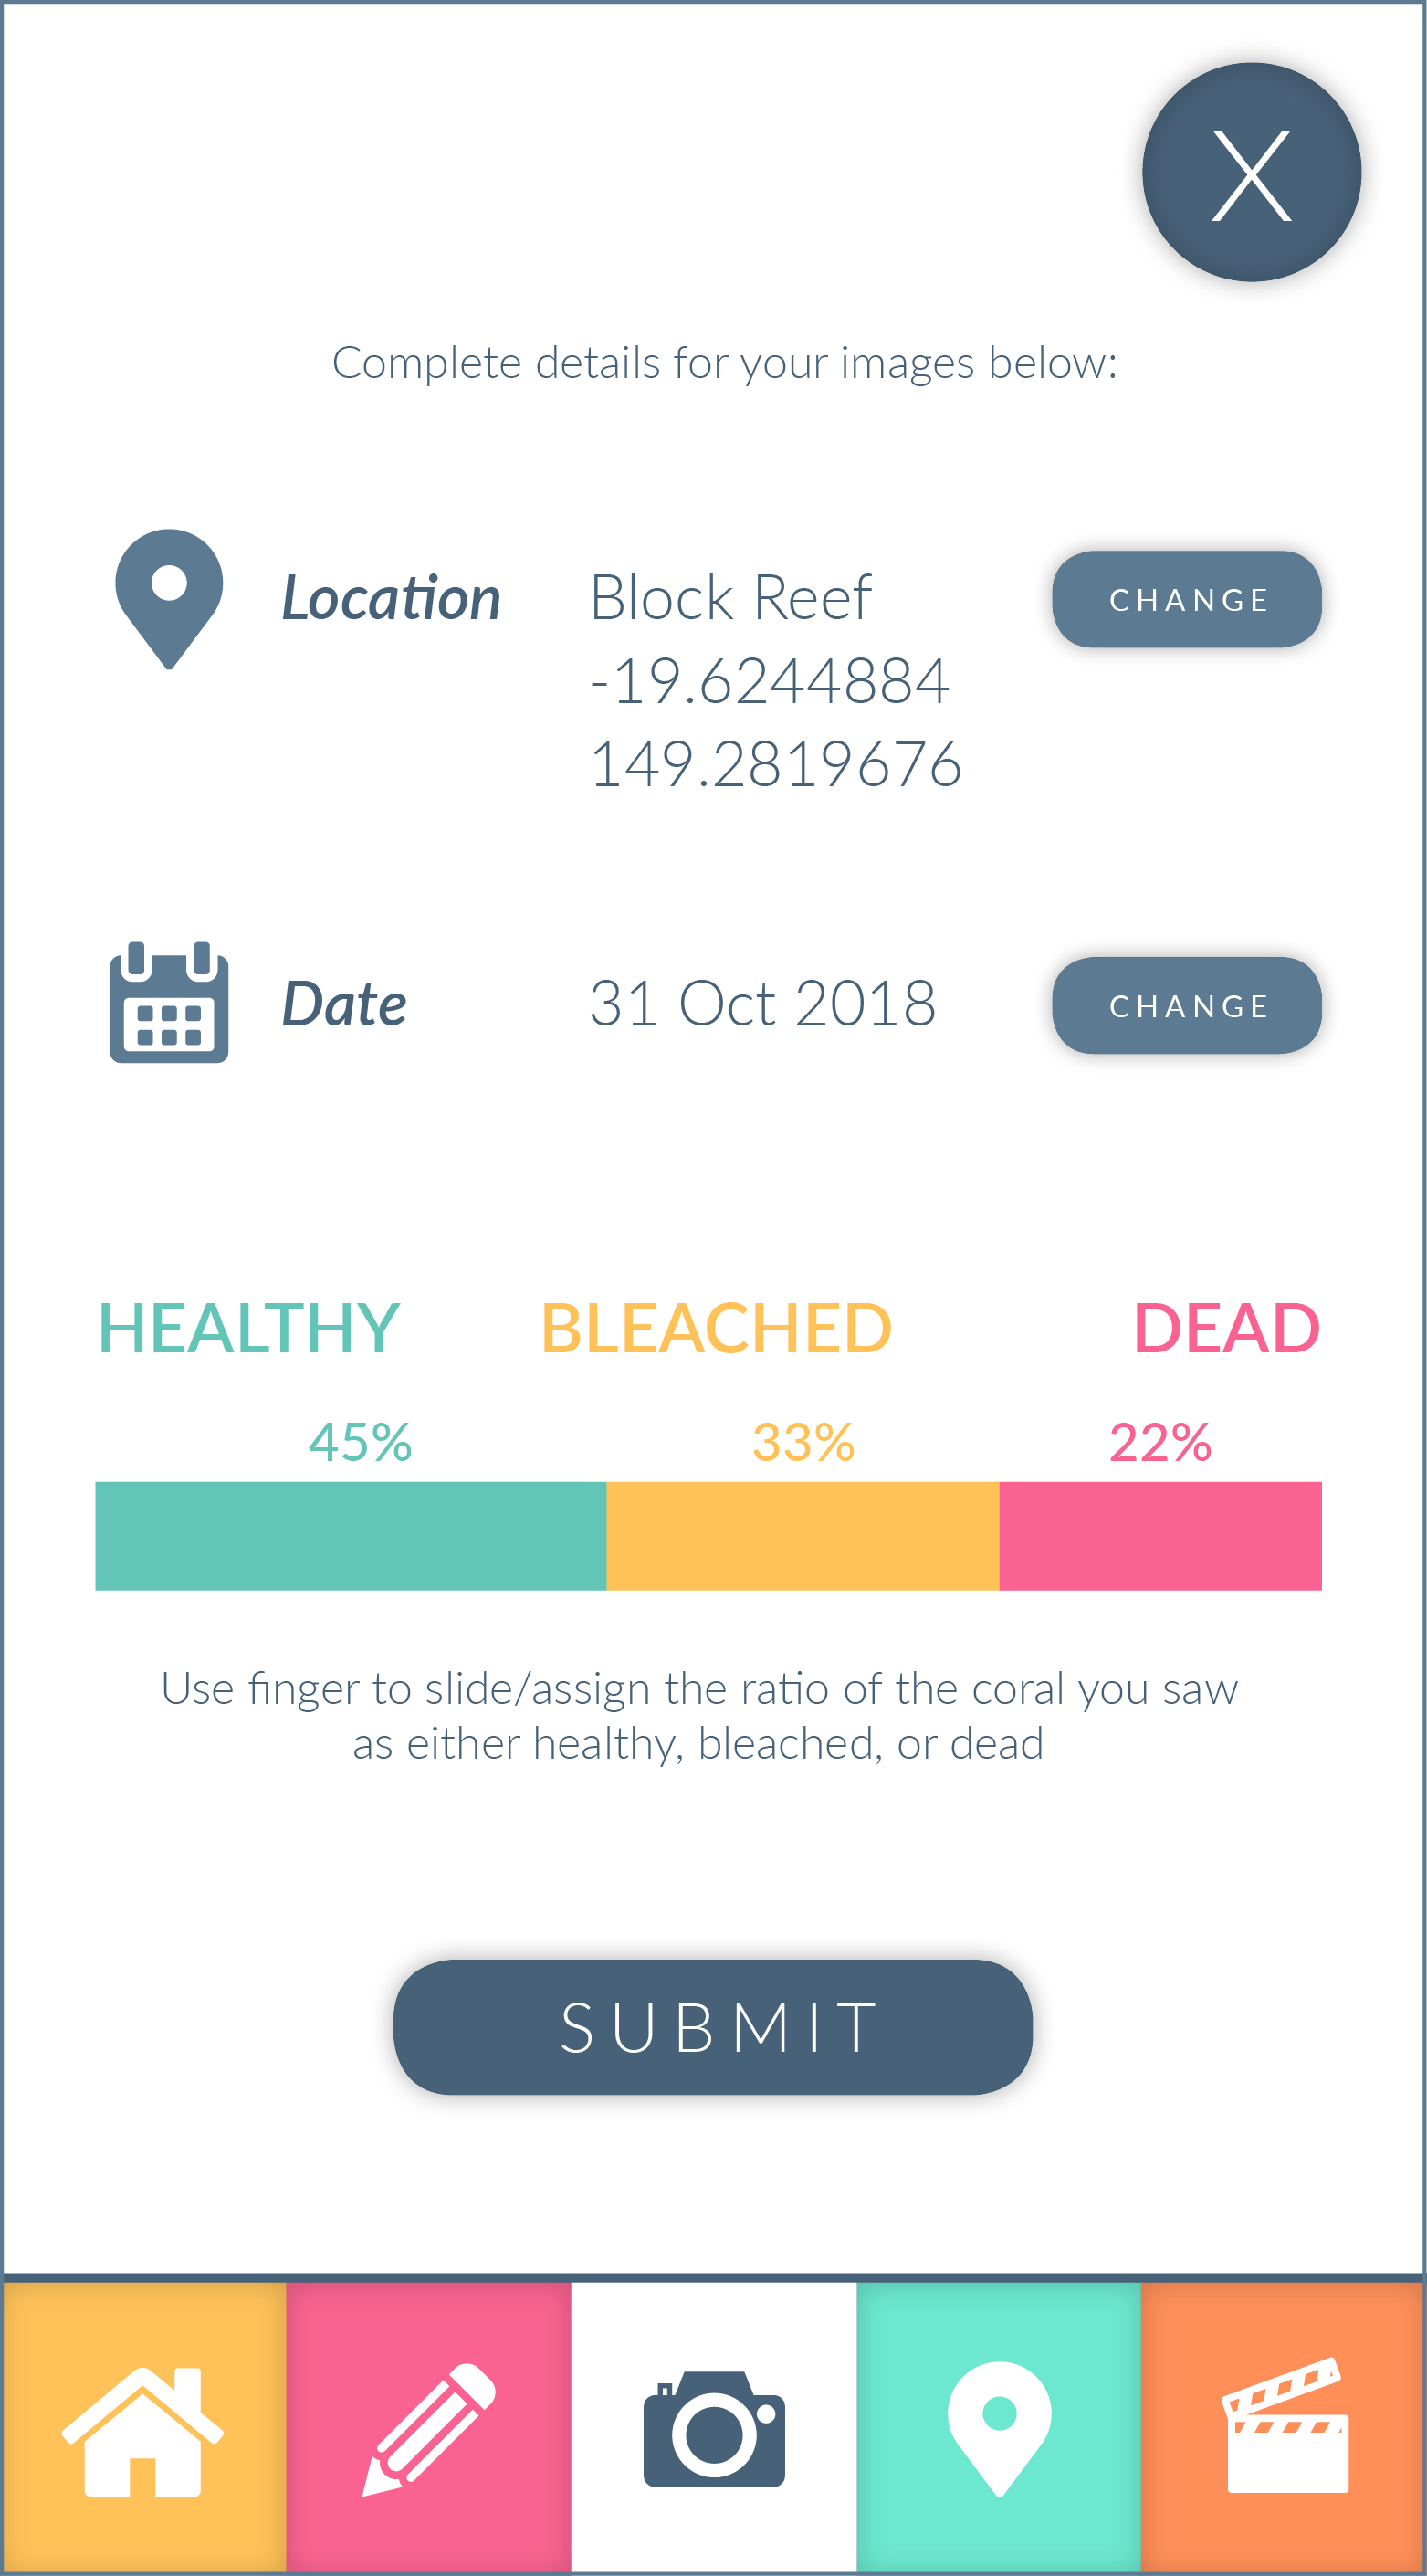 X
Complete details for your images below:
Location Block Reef CHANGE
-19.6244884
149.2819676
Date 31 Oct 2018 CHANGE
HEALTHY BLEACHED DEAD
45% 33% 22%
Use finger to slide/assign the ratio of the coral you saw
as either healthy, bleached, or dead
SUBMIT